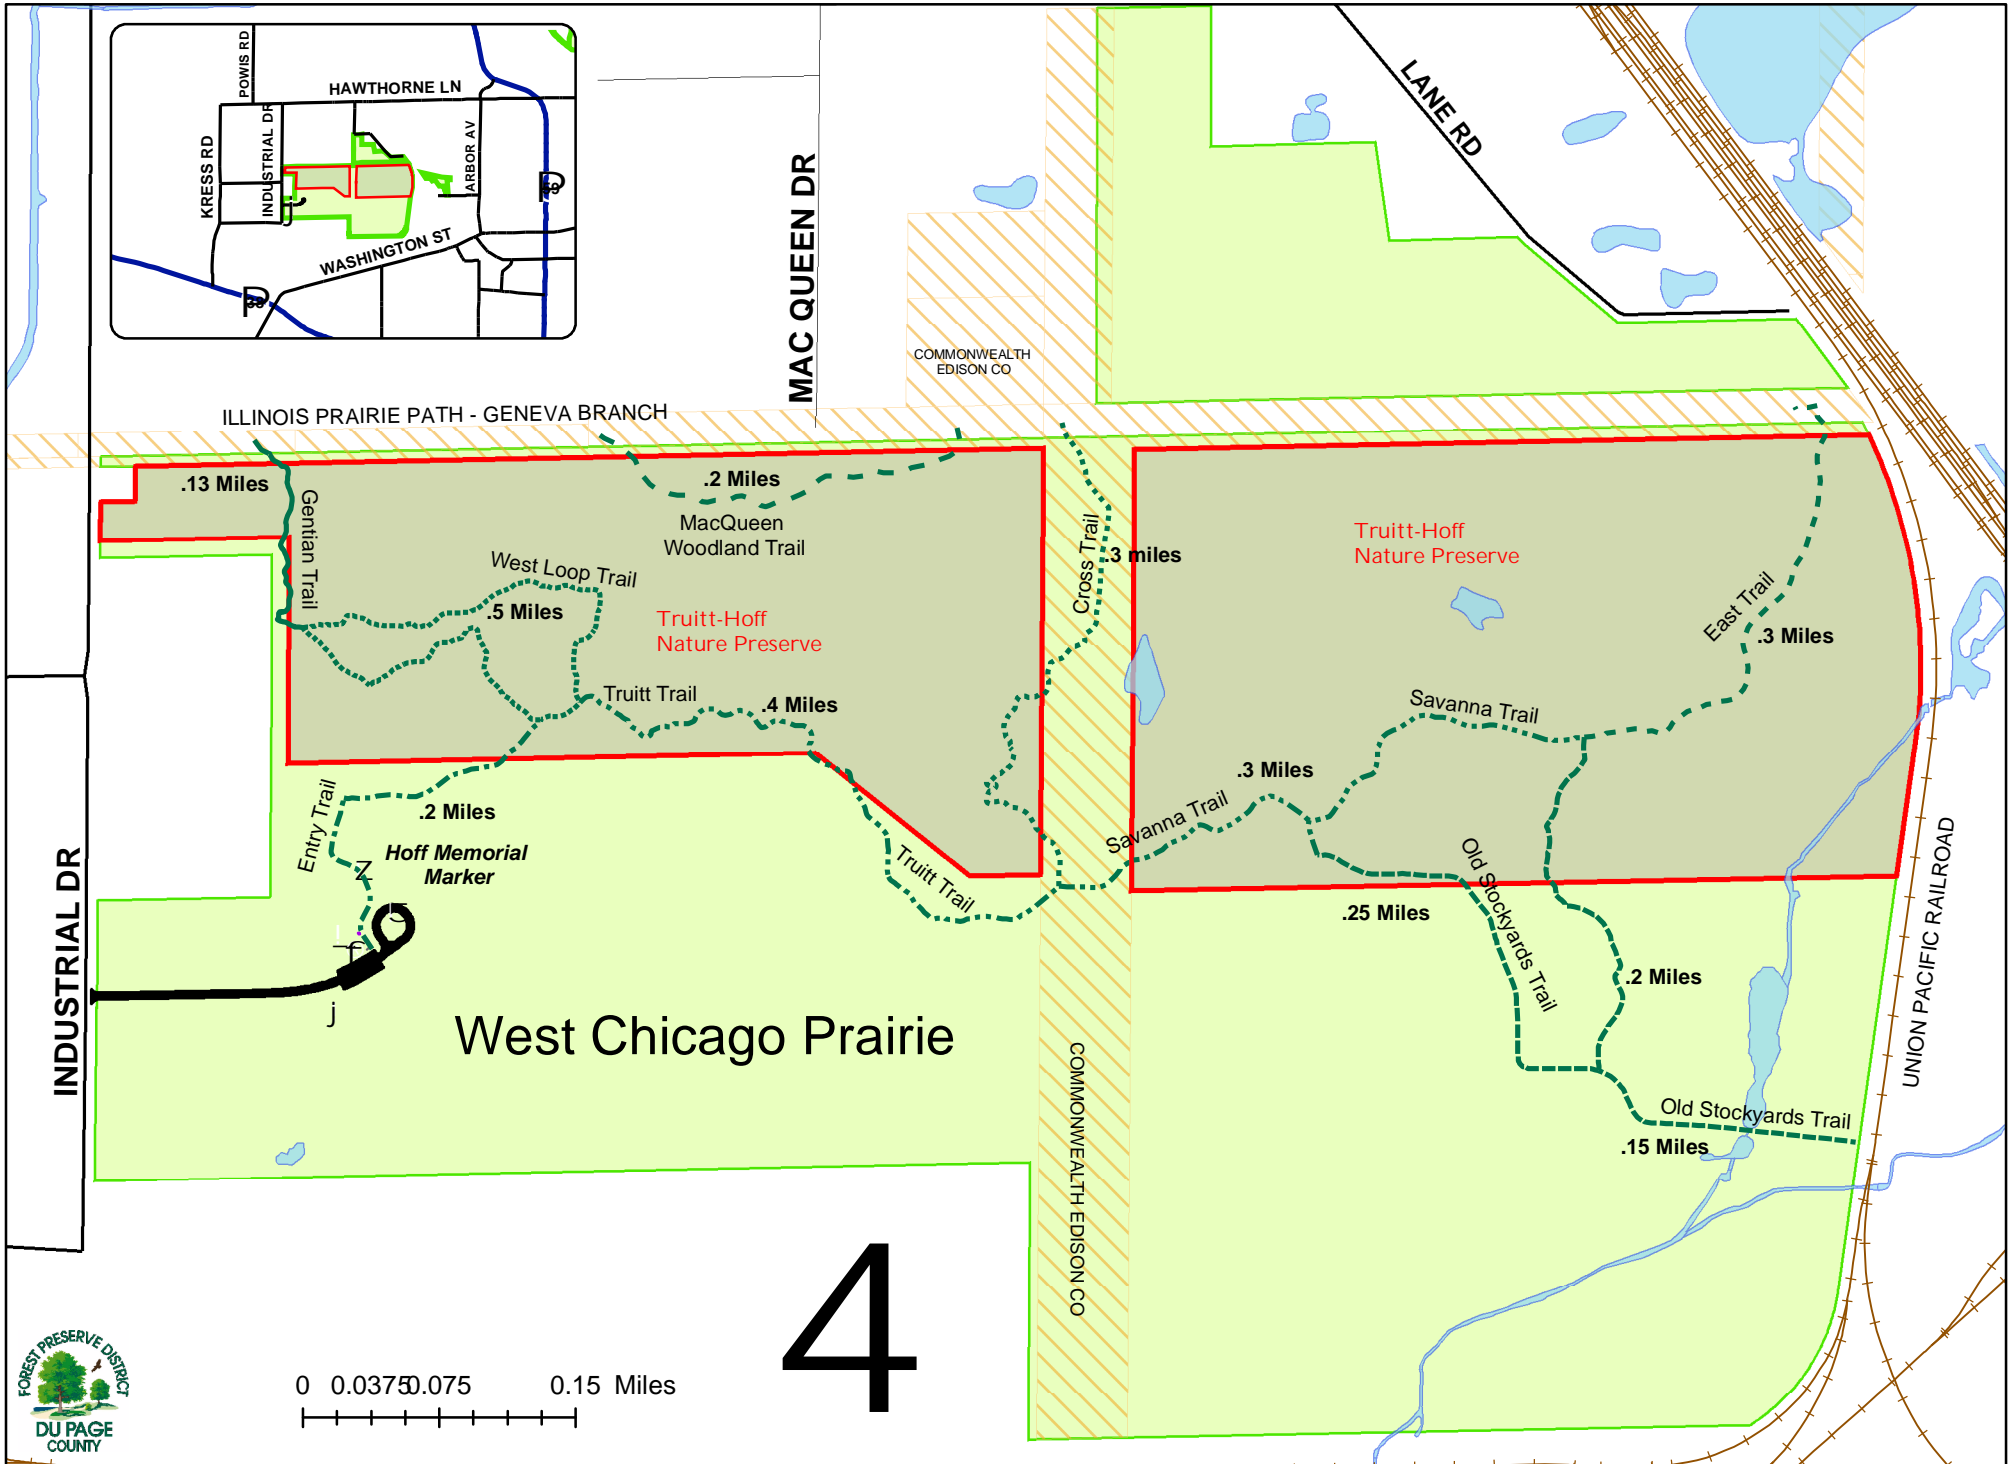 POWIS RD
HAWTHORNE LN
KRESS RD
INDUSTRIAL DR
ARBOR AV
WASHINGTON ST
P
59
P
38
j
MAC QUEEN DR
LANE RD
COMMONWEALTH
EDISON CO
ILLINOIS PRAIRIE PATH - GENEVA BRANCH
.13 Miles
.2 Miles
MacQueen
Woodland Trail
Gentian Trail
West Loop Trail
.5 Miles
Truitt-Hoff
Nature Preserve
Cross Trail
.3 miles
Truitt-Hoff
Nature Preserve
East Trail
.3 Miles
Truitt Trail
.4 Miles
Savanna Trail
.3 Miles
Savanna Trail
Entry Trail
.2 Miles
Hoff Memorial
Marker
z
Truitt Trail
Old Stockyards Trail
.25 Miles
.2 Miles
Old Stockyards Trail
.15 Miles
UNION PACIFIC RAILROAD
INDUSTRIAL DR
j
West Chicago Prairie
COMMONWEALTH EDISON CO
4
0 0.0375 0.075 0.15 Miles
FOREST PRESERVE DISTRICT
DU PAGE
COUNTY